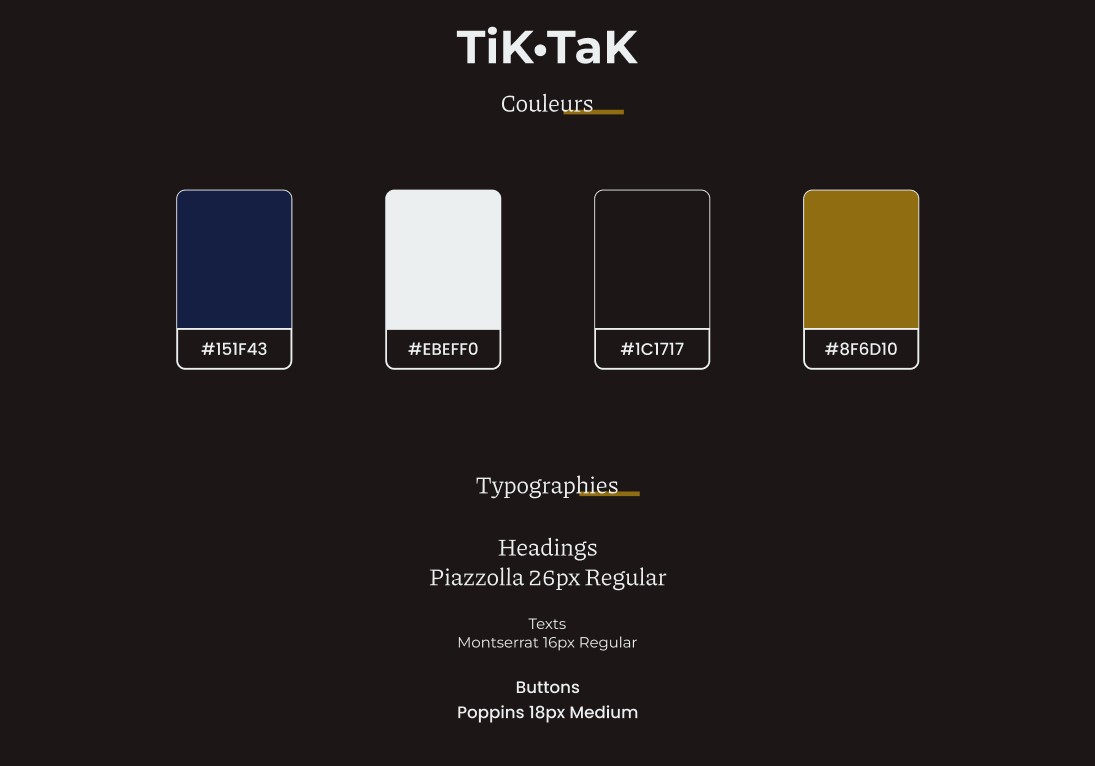 TiK•TaK
Couleurs
#151F43
#EBEFF0
#1C1717
#8F6D10
Typographies
Headings
Piazzolla 26px Regular
Texts
Montserrat 16px Regular
Buttons
Poppins 18px Medium